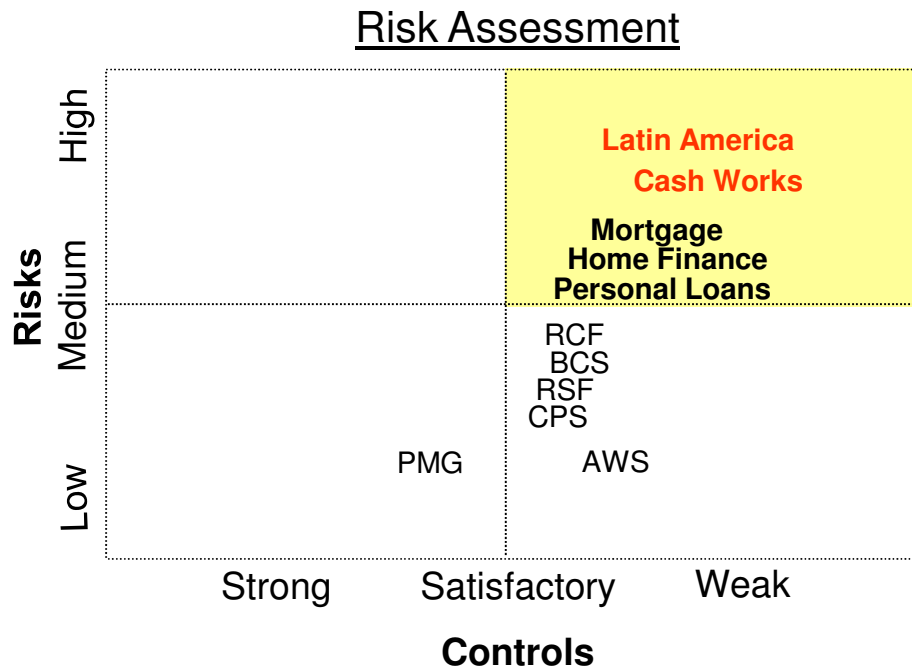 Risk Assessment
High
Latin America
Cash Works
Mortgage
Home Finance
Personal Loans
Risks
Medium
RCF
BCS
RSF
CPS
PMG
AWS
Low
Strong
Satisfactory
Weak
Controls